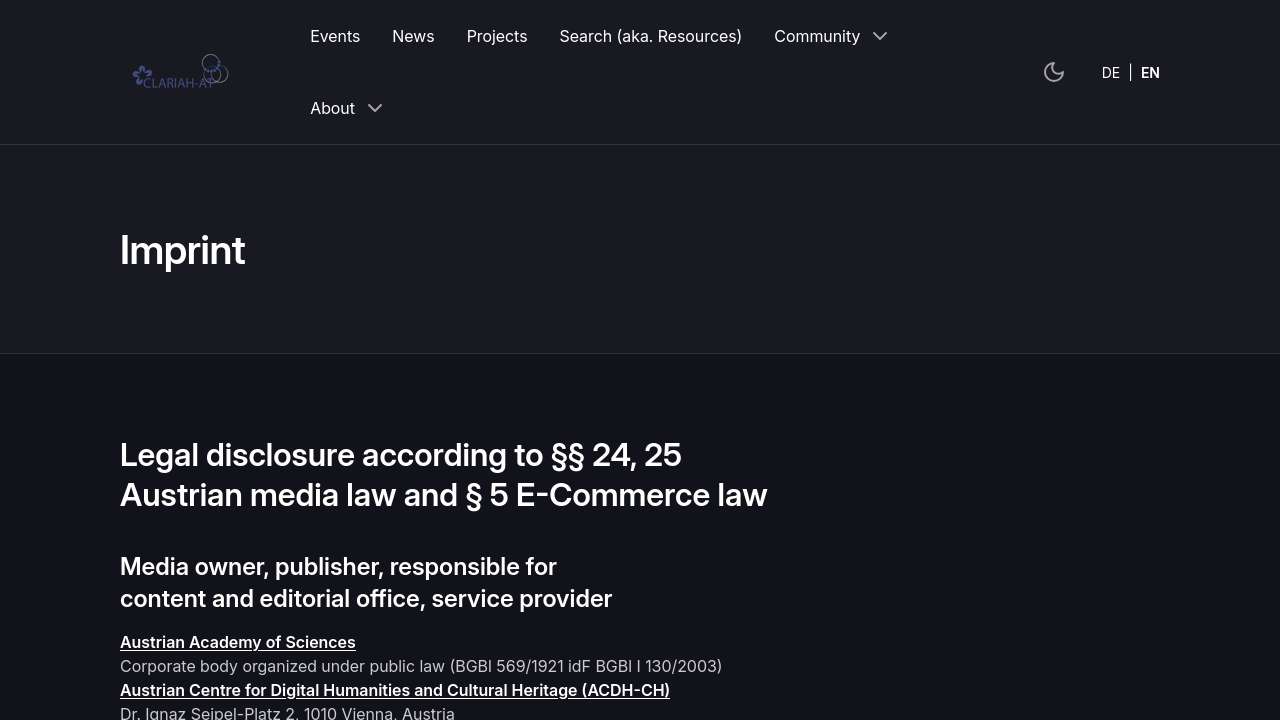 CLARIAH-AT
Events
News
Projects
Search (aka. Resources)
Community
About
DE | EN
Imprint
Legal disclosure according to §§ 24, 25
Austrian media law and § 5 E-Commerce law
Media owner, publisher, responsible for
content and editorial office, service provider
Austrian Academy of Sciences
Corporate body organized under public law (BGBl 569/1921 idF BGBl I 130/2003)
Austrian Centre for Digital Humanities and Cultural Heritage (ACDH-CH)
Dr. Ignaz Seipel-Platz 2, 1010 Vienna, Austria